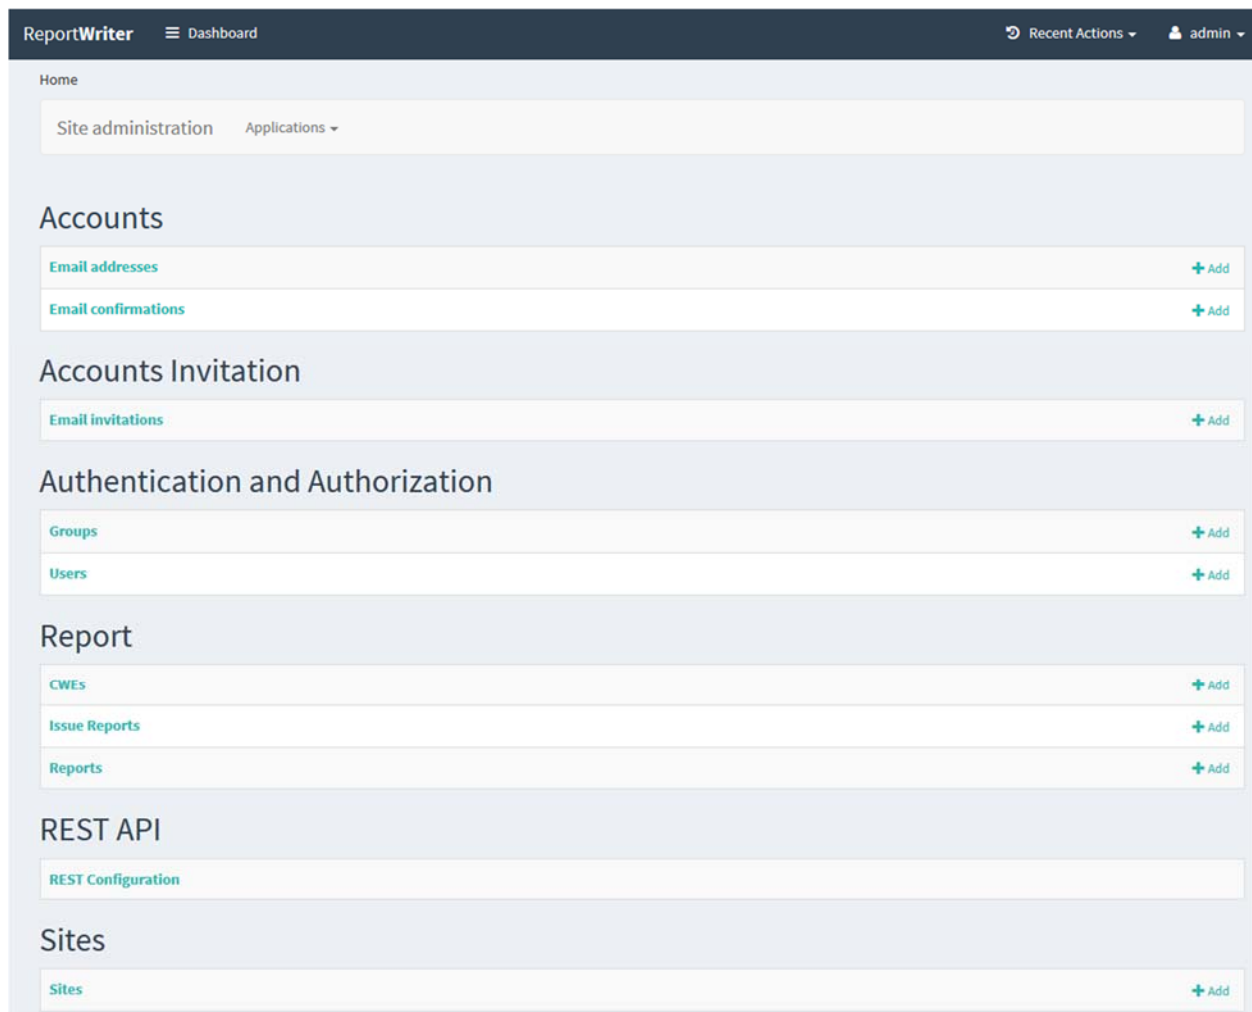 ReportWriter Dashboard Recent Actions admin
Home
Site administration Applications
Accounts
Email addresses Add
Email confirmations Add
Accounts Invitation
Email invitations Add
Authentication and Authorization
Groups Add
Users Add
Report
CWEs Add
Issue Reports Add
Reports Add
REST API
REST Configuration
Sites
Sites Add